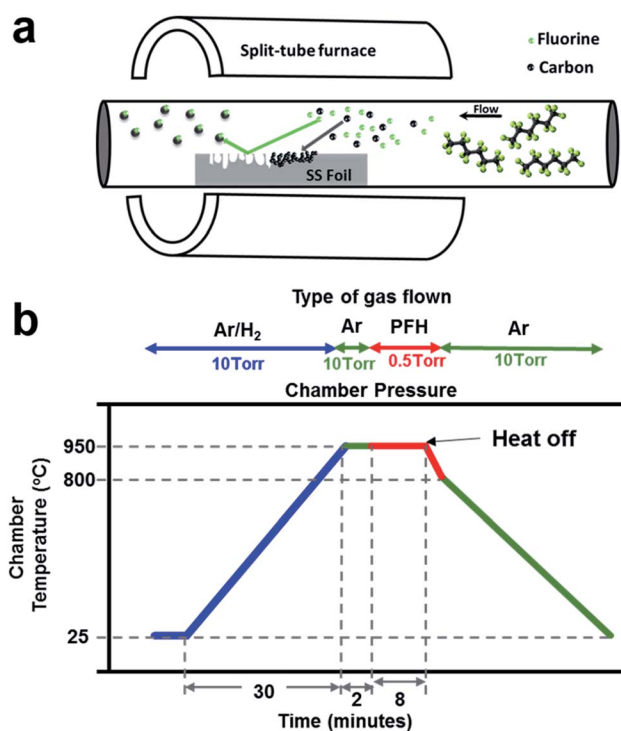 a
Split-tube furnace
Fluorine
Carbon
Flow
SS Foil
b
Type of gas flown
Ar/H₂
Ar
PFH
Ar
10Torr
10Torr
0.5Torr
10Torr
Chamber Pressure
Heat off
950
800
25
Chamber
Temperature (°C)
30
2
8
Time (minutes)